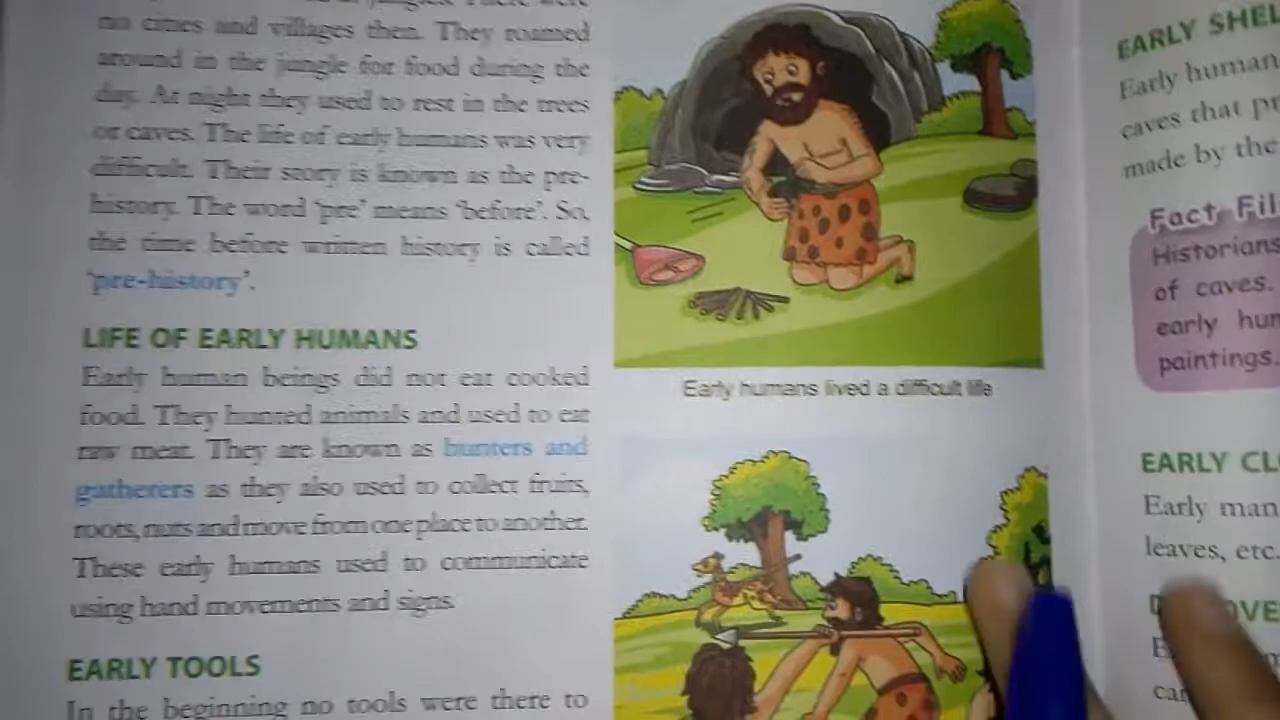 no cities and villages then. They roamed
around in the jungle for food during the
day. At night they used to rest in the trees
or caves. The life of early humans was very
difficult. Their story is known as the pre-
history. The word 'pre' means 'before'. So,
the time before written history is called
'pre-history'.
LIFE OF EARLY HUMANS
Early human beings did not eat cooked
food. They hunted animals and used to eat
raw meat. They are known as hunters and
gatherers as they also used to collect fruits,
roots, nuts and move from one place to another.
These early humans used to communicate
using hand movements and signs.
EARLY TOOLS
In the beginning no tools were there to
Early humans lived a difficult life
EARLY SHEL
Early human
caves that pr
made by the
Fact Fil
Historians
of caves.
early hum
paintings.
EARLY CLO
Early man
leaves, etc.